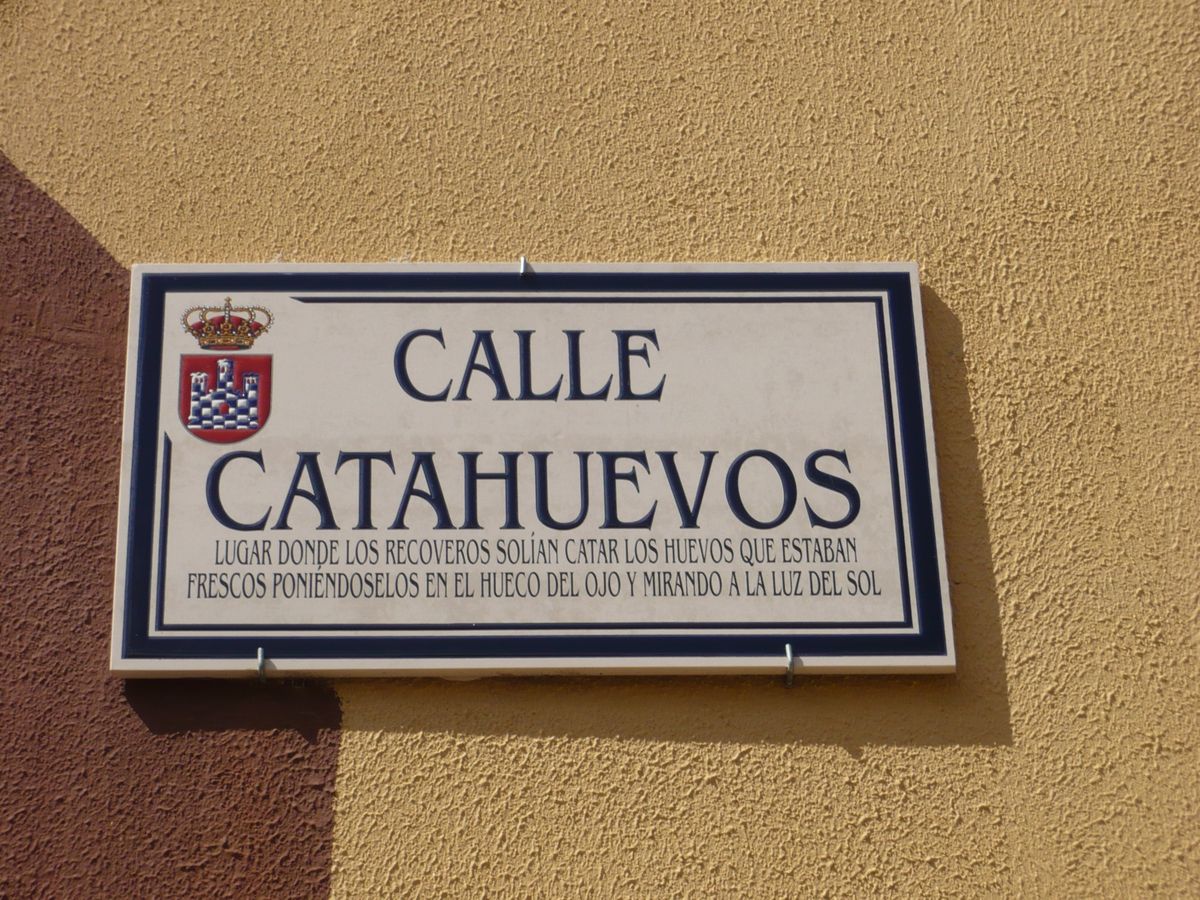 CALLE
CATAHUEVOS
LUGAR DONDE LOS RECOVEROS SOLÍAN CATAR LOS HUEVOS QUE ESTABAN
FRESCOS PONIÉNDOSELOS EN EL HUECO DEL OJO Y MIRANDO A LA LUZ DEL SOL